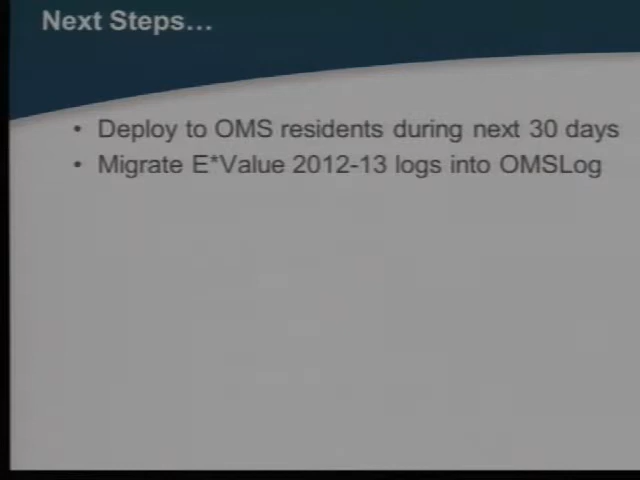 Next Steps…
• Deploy to OMS residents during next 30 days
• Migrate E*Value 2012-13 logs into OMSLog